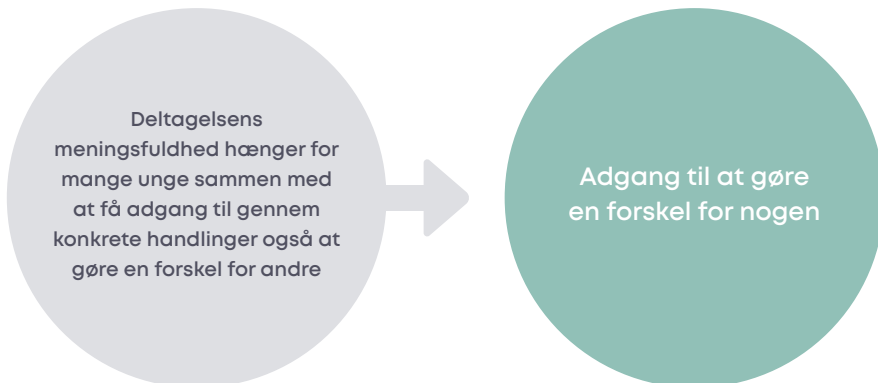 Deltagelsens
meningsfuldhed hænger for
mange unge sammen med
at få adgang til gennem
konkrete handlinger også at
gøre en forskel for andre
Adgang til at gøre
en forskel for nogen